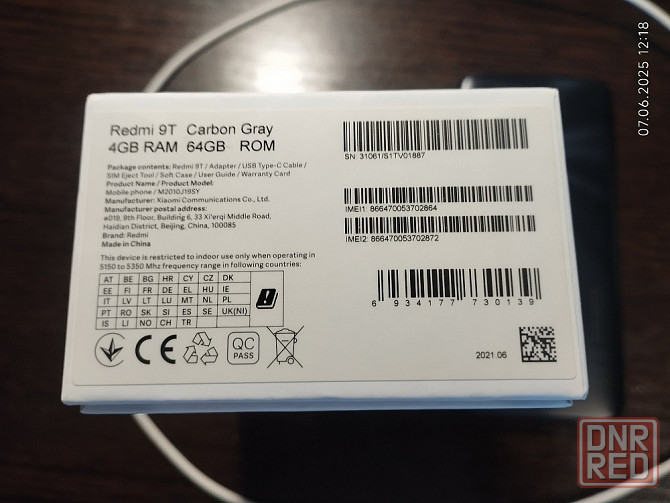 07.06.2025 12:18
Redmi 9T Carbon Gray
4GB RAM 64GB ROM
Package contents: Redmi 9T / Adapter / USB Type-C Cable /
SIM Eject Tool / Soft Case / User Guide / Warranty Card
Product Name / Product Model:
Mobile phone / M2010J19SY
Manufacturer: Xiaomi Communications Co., Ltd.
Manufacturer postal address:
#019, 9th Floor, Building 6, 33 Xi'erqi Middle Road,
Haidian District, Beijing, China, 100085
Brand: Redmi
Made in China
This device is restricted to indoor use only when operating in
5150 to 5350 Mhz frequency range in following countries:
AT BE BG HR CY CZ DK
EE FI FR DE EL HU IE
IT LV LT LU MT NL PL
PT RO SK SI ES SE UK(NI)
IS LI NO CH TR
CE
QC
PASS
SN: 31061/S1TV01887
IMEI1: 866470053702864
IMEI2: 866470053702872
6 934177 730139
2021.06
DNR
RED